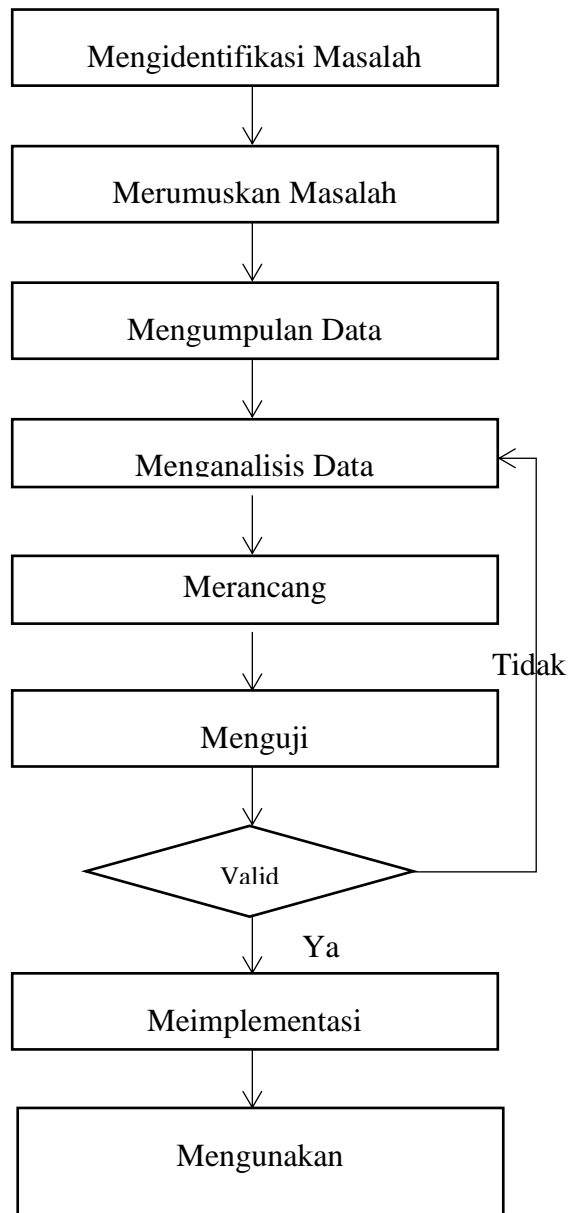 Mengidentifikasi Masalah
Merumuskan Masalah
Mengumpulan Data
Menganalisis Data
Merancang
Tidak
Menguji
Valid
Ya
Meimplementasi
Mengunakan